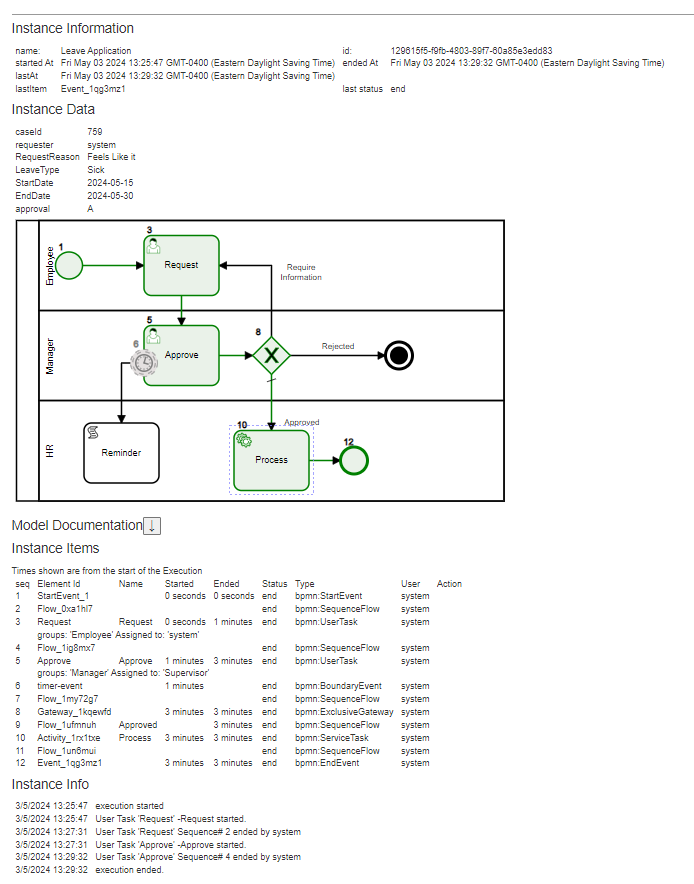 Instance Information
name: Leave Application id: 129615f5-f9fb-4803-89f7-60a85e3edd83
started At Fri May 03 2024 13:25:47 GMT-0400 (Eastern Daylight Saving Time) ended At Fri May 03 2024 13:29:32 GMT-0400 (Eastern Daylight Saving Time)
lastAt Fri May 03 2024 13:29:32 GMT-0400 (Eastern Daylight Saving Time)
lastItem Event_1qg3mz1 last status end
Instance Data
caseId 759
requester system
RequestReason Feels Like it
LeaveType Sick
StartDate 2024-05-15
EndDate 2024-05-30
approval A
Employee
1
3
Request
Require
Information
Manager
5
6
Approve
8
Rejected
HR
Reminder
10
Approved
Process
12
Model Documentation ↓
Instance Items
Times shown are from the start of the Execution
seq Element Id Name Started Ended Status Type User Action
1 StartEvent_1 0 seconds 0 seconds end bpmn:StartEvent system
2 Flow_0xa1hl7 end bpmn:SequenceFlow system
3 Request Request 0 seconds 1 minutes end bpmn:UserTask system
groups: 'Employee' Assigned to: 'system'
4 Flow_1ig8mx7 end bpmn:SequenceFlow system
5 Approve Approve 1 minutes 3 minutes end bpmn:UserTask system
groups: 'Manager' Assigned to: 'Supervisor'
6 timer-event 1 minutes end bpmn:BoundaryEvent system
7 Flow_1my72g7 end bpmn:SequenceFlow system
8 Gateway_1kqewfd 3 minutes 3 minutes end bpmn:ExclusiveGateway system
9 Flow_1ufmnuh Approved 3 minutes end bpmn:SequenceFlow system
10 Activity_1rx1txe Process 3 minutes 3 minutes end bpmn:ServiceTask system
11 Flow_1un6mui end bpmn:SequenceFlow system
12 Event_1qg3mz1 3 minutes 3 minutes end bpmn:EndEvent system
Instance Info
3/5/2024 13:25:47 execution started
3/5/2024 13:25:47 User Task 'Request' -Request started.
3/5/2024 13:27:31 User Task 'Request' Sequence# 2 ended by system
3/5/2024 13:27:31 User Task 'Approve' -Approve started.
3/5/2024 13:29:32 User Task 'Approve' Sequence# 4 ended by system
3/5/2024 13:29:32 execution ended.